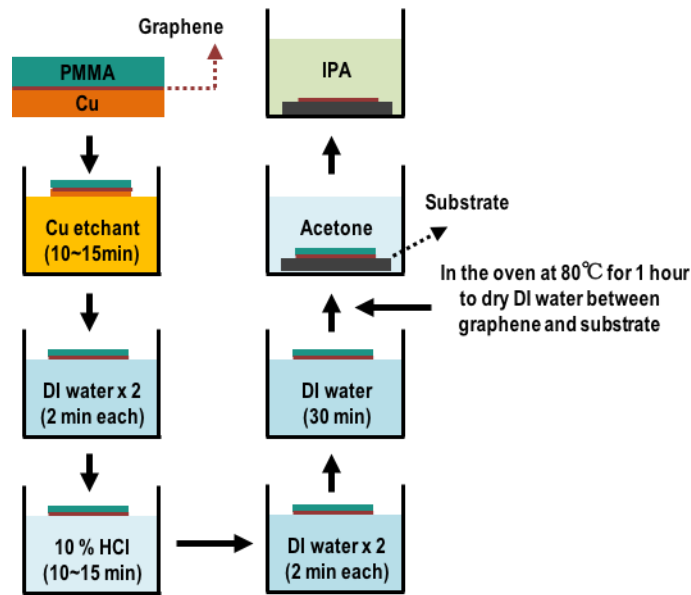 Graphene
PMMA
Cu
Cu etchant
(10~15min)
DI water x 2
(2 min each)
10 % HCl
(10~15 min)
DI water x 2
(2 min each)
DI water
(30 min)
In the oven at 80℃ for 1 hour
to dry DI water between
graphene and substrate
Acetone
Substrate
IPA